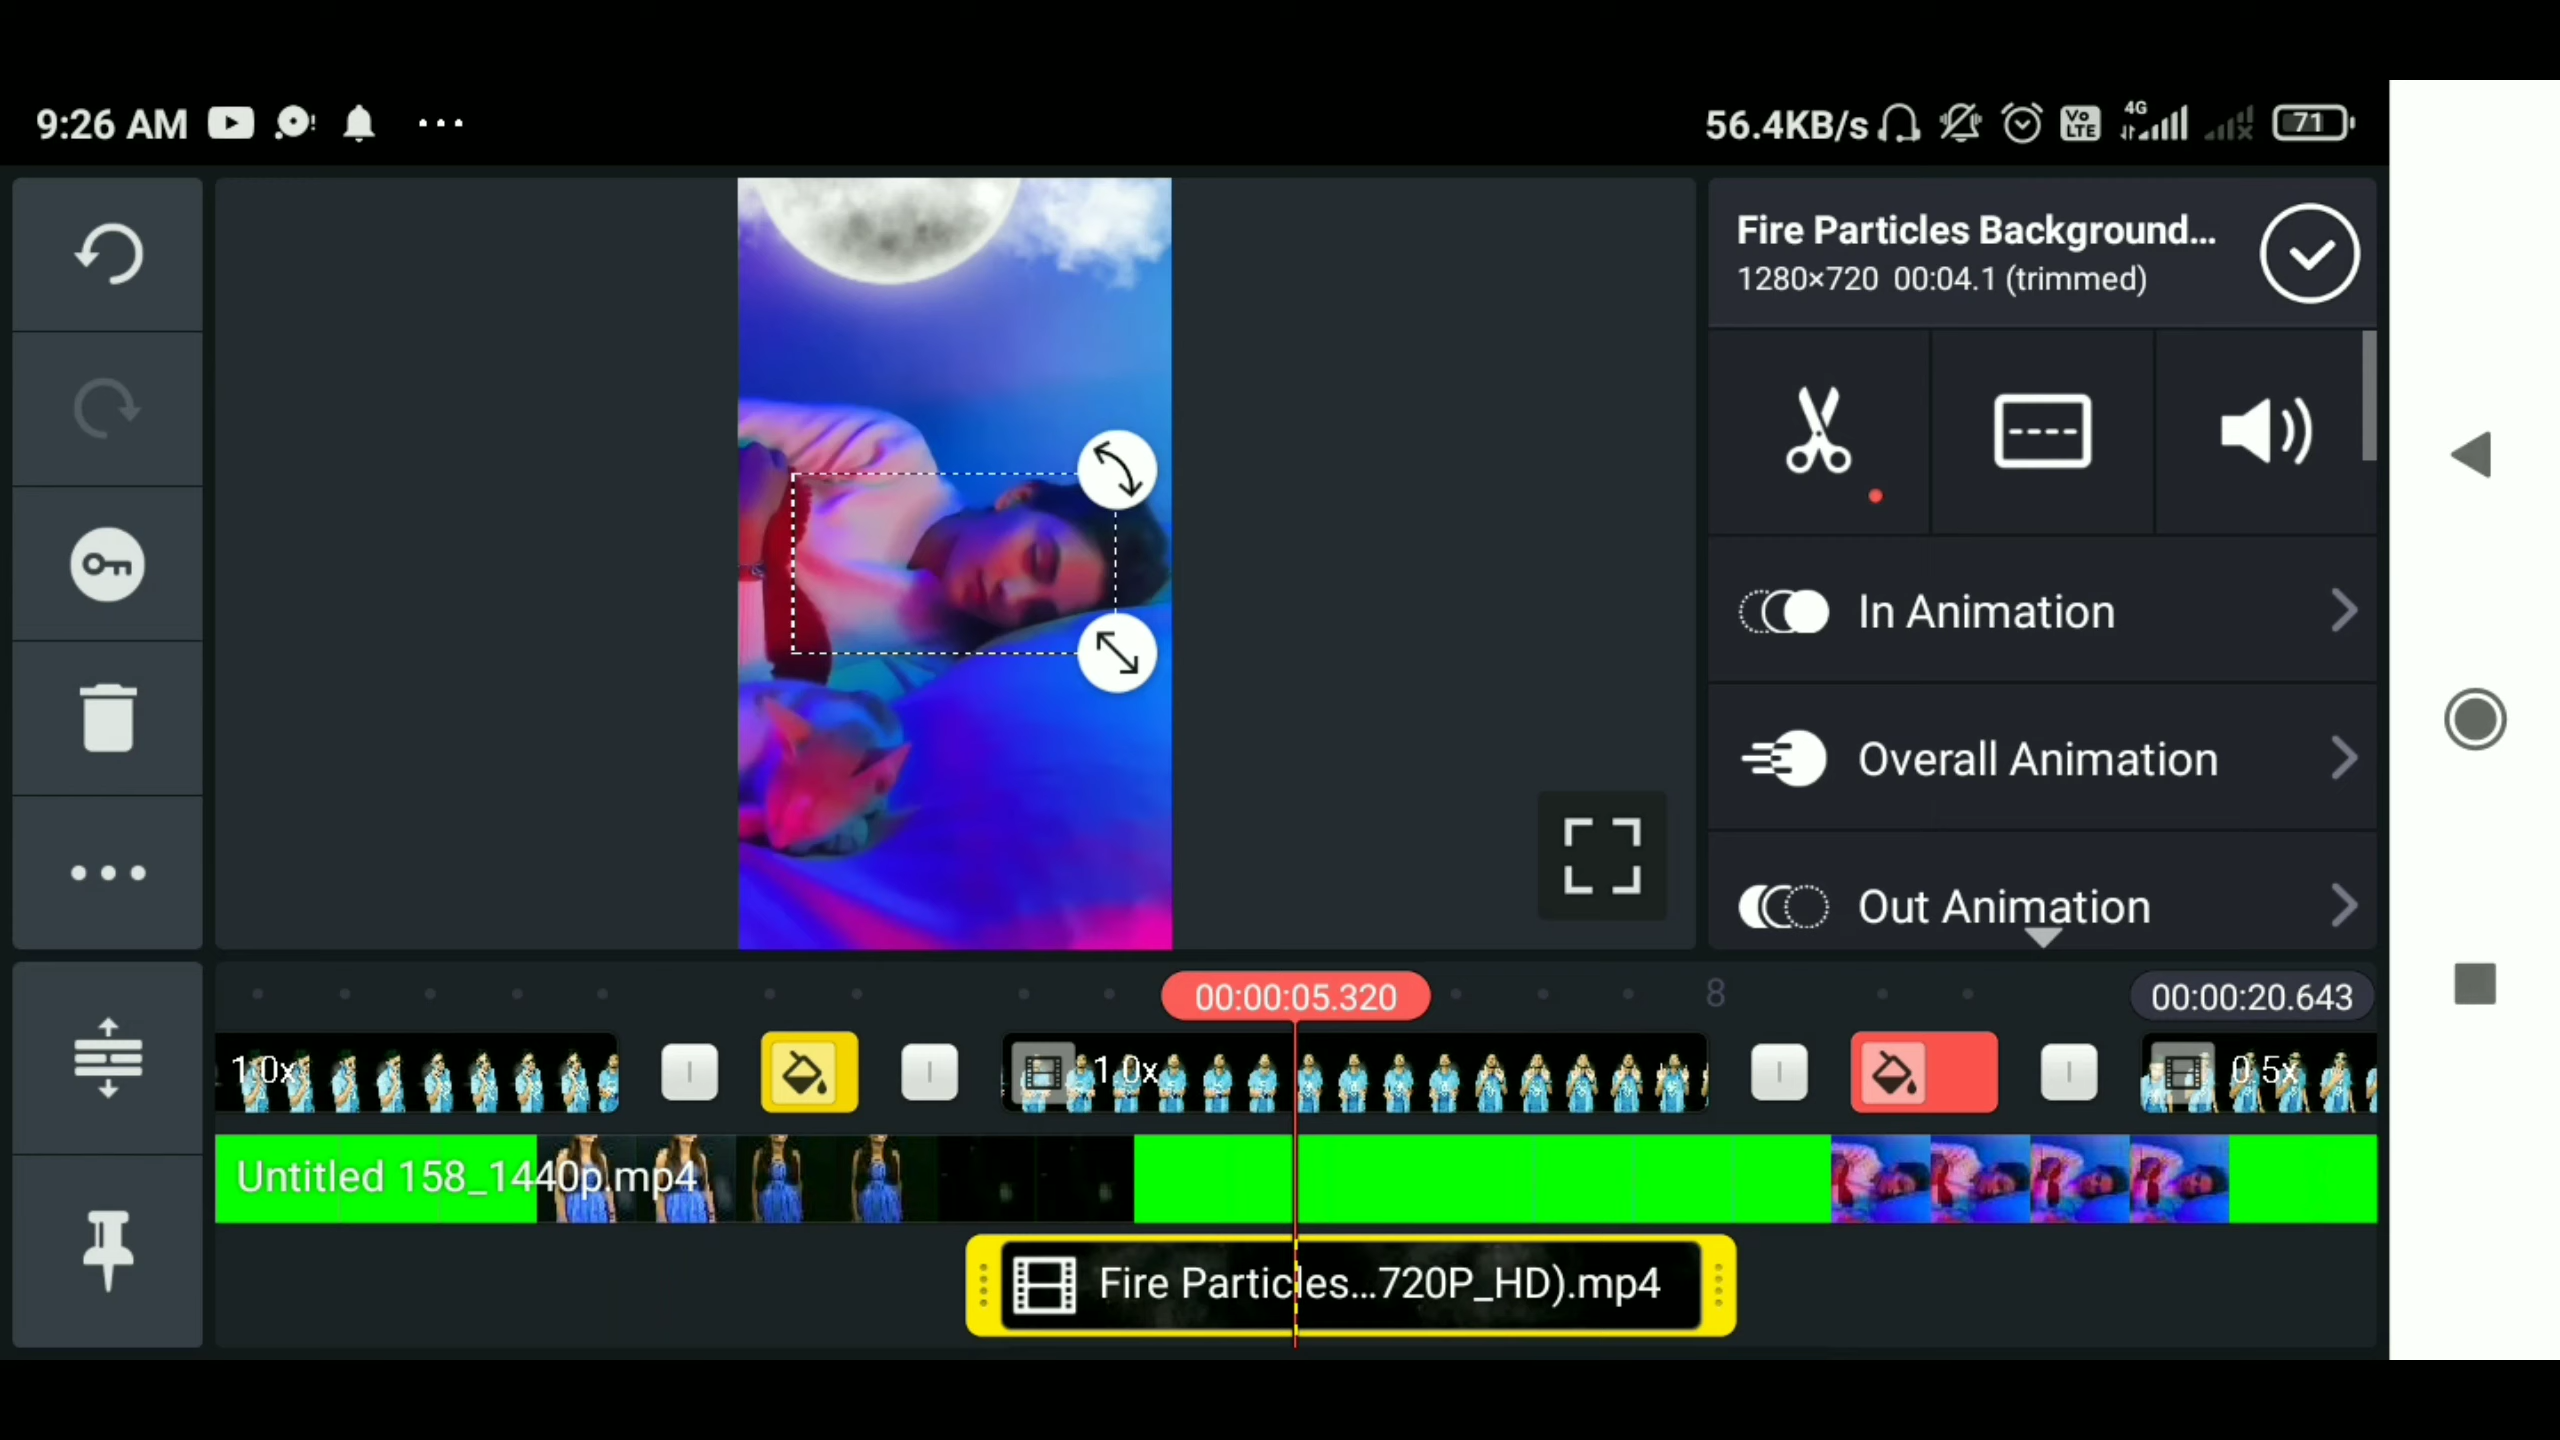 9:26 AM
56.4KB/s
Vo LTE
4G
71
Fire Particles Background...
1280×720 00:04.1 (trimmed)
In Animation
Overall Animation
Out Animation
00:00:05.320
8
00:00:20.643
1.0x
1.0x
0.5x
Untitled 158_1440p.mp4
Fire Particles...720P_HD).mp4